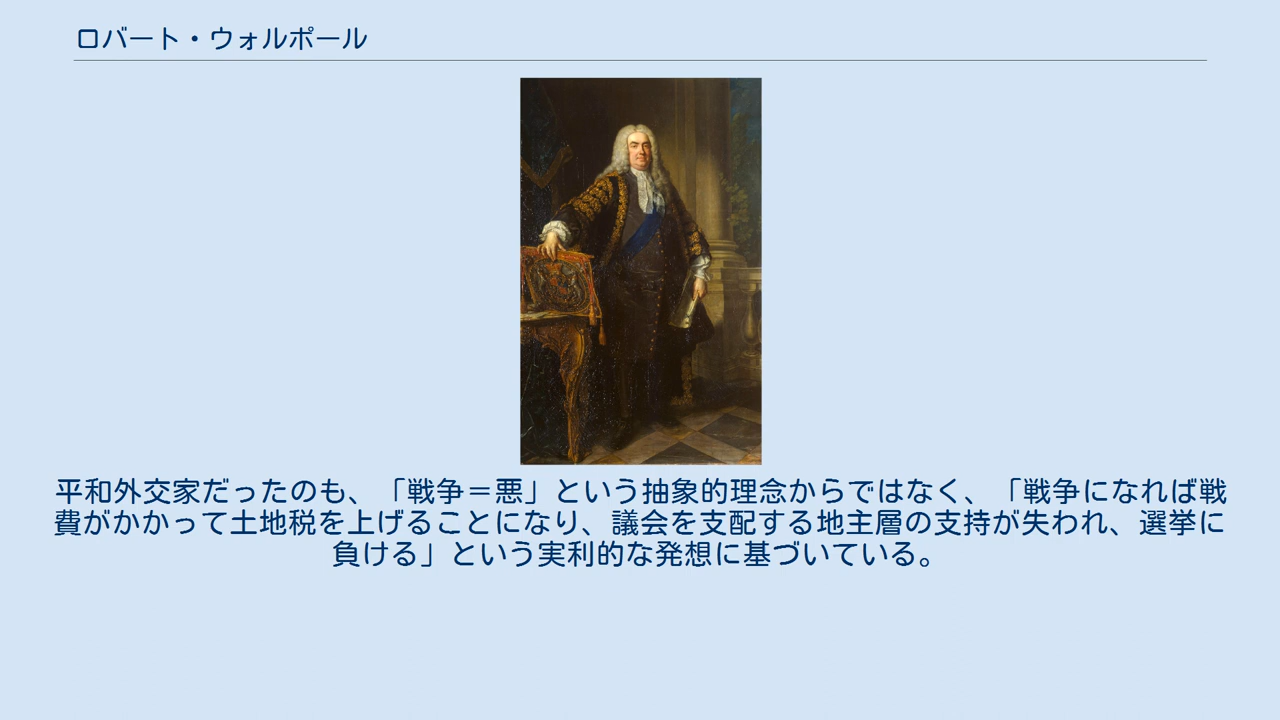 ロバート・ウォルポール
平和外交家だったのも、「戦争＝悪」という抽象的理念からではなく、「戦争になれば戦
費がかかって土地税を上げることになり、議会を支配する地主層の支持が失われ、選挙に
負ける」という実利的な発想に基づいている。